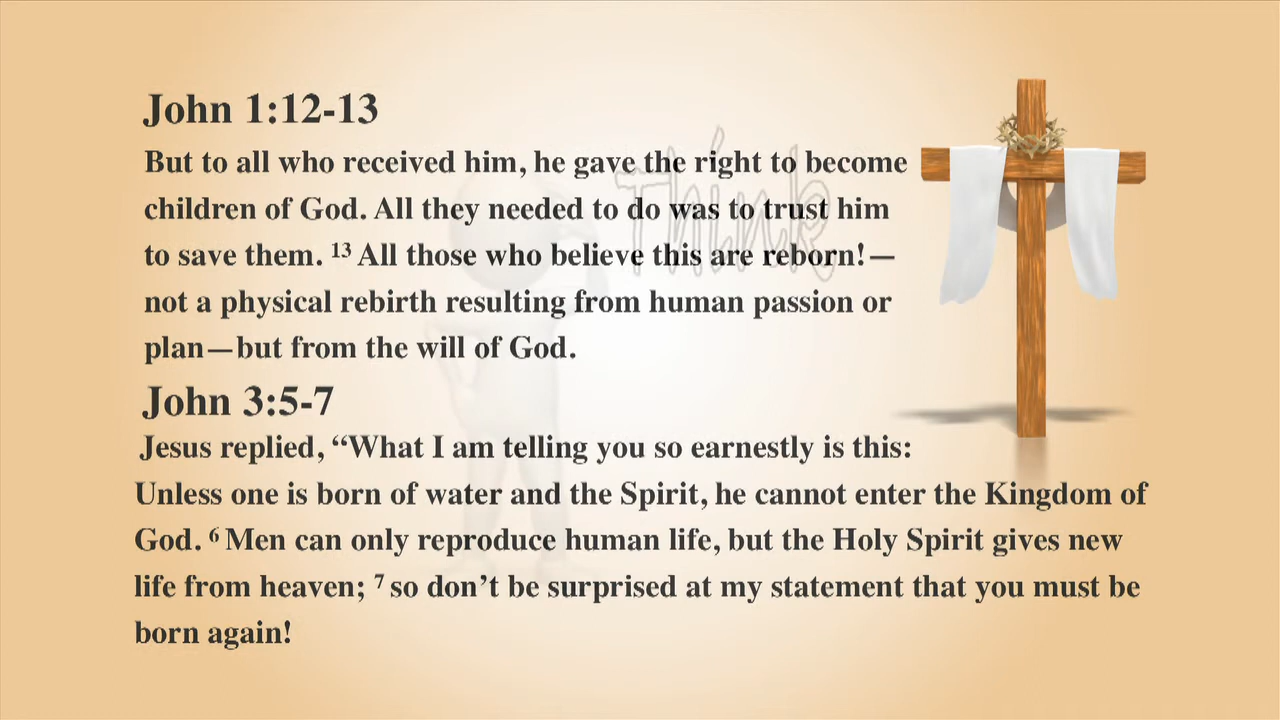 John 1:12-13
But to all who received him, he gave the right to become
children of God. All they needed to do was to trust him
to save them. ¹³ All those who believe this are reborn!—
not a physical rebirth resulting from human passion or
plan—but from the will of God.
John 3:5-7
Jesus replied, “What I am telling you so earnestly is this:
Unless one is born of water and the Spirit, he cannot enter the Kingdom of
God. ⁶ Men can only reproduce human life, but the Holy Spirit gives new
life from heaven; ⁷ so don’t be surprised at my statement that you must be
born again!
Think